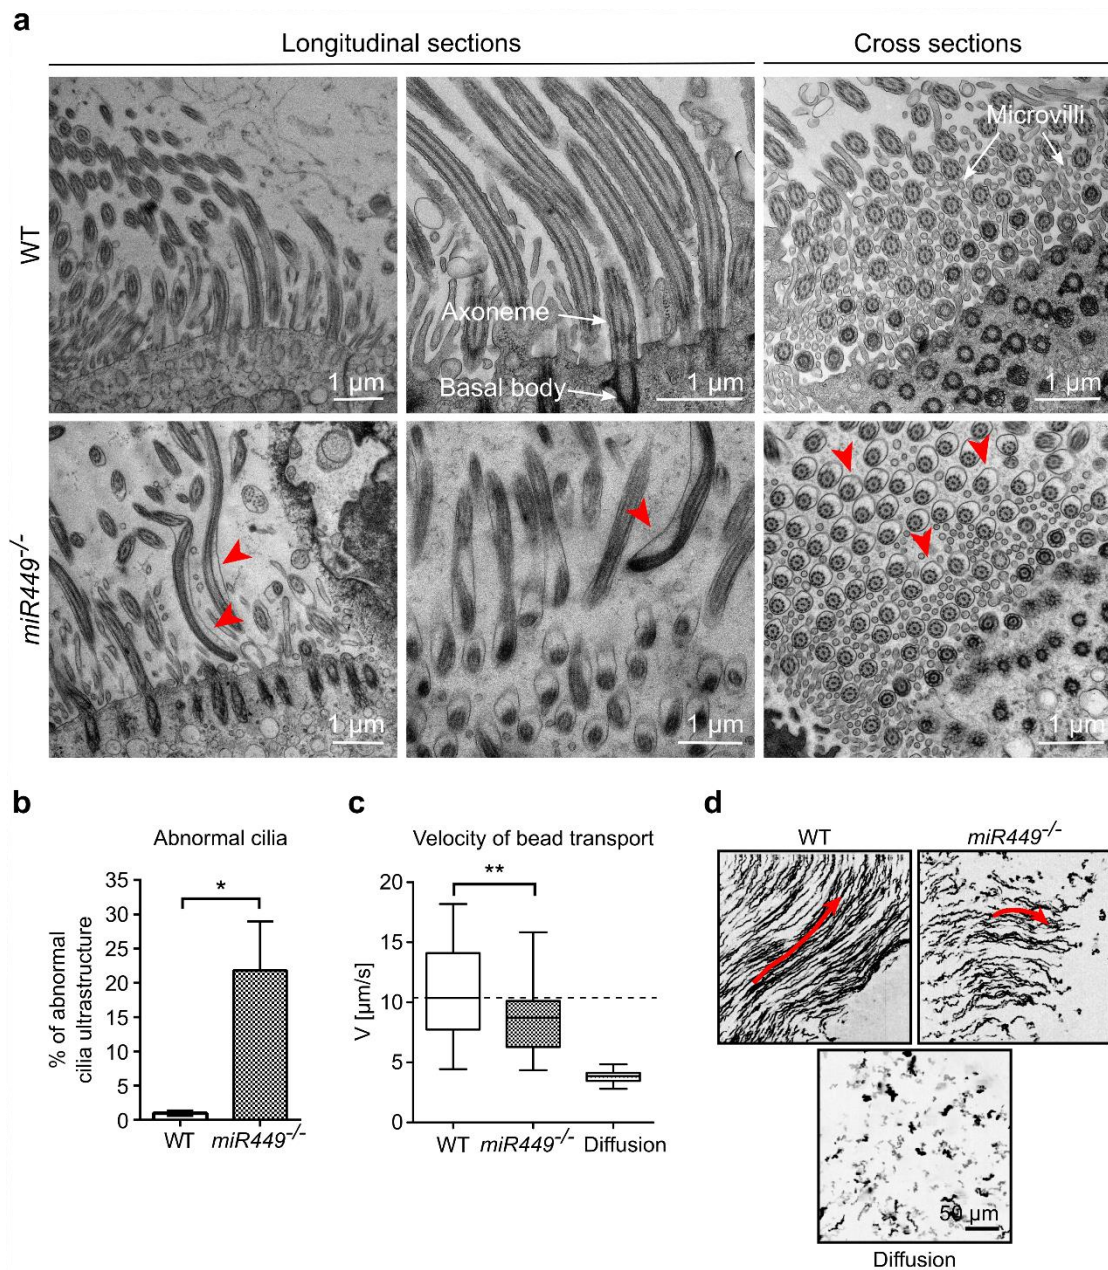 a
Longitudinal sections
Cross sections
WT
Microvilli
Axoneme
Basal body
1 µm
1 µm
1 µm
miR449-/-
1 µm
1 µm
1 µm
b
Abnormal cilia
% of abnormal
cilia ultrastructure
35
30
25
20
15
10
5
0
*
WT
miR449-/-
c
Velocity of bead transport
V [µm/s]
20
15
10
5
0
**
WT
miR449-/-
Diffusion
d
WT
miR449-/-
50 µm
Diffusion